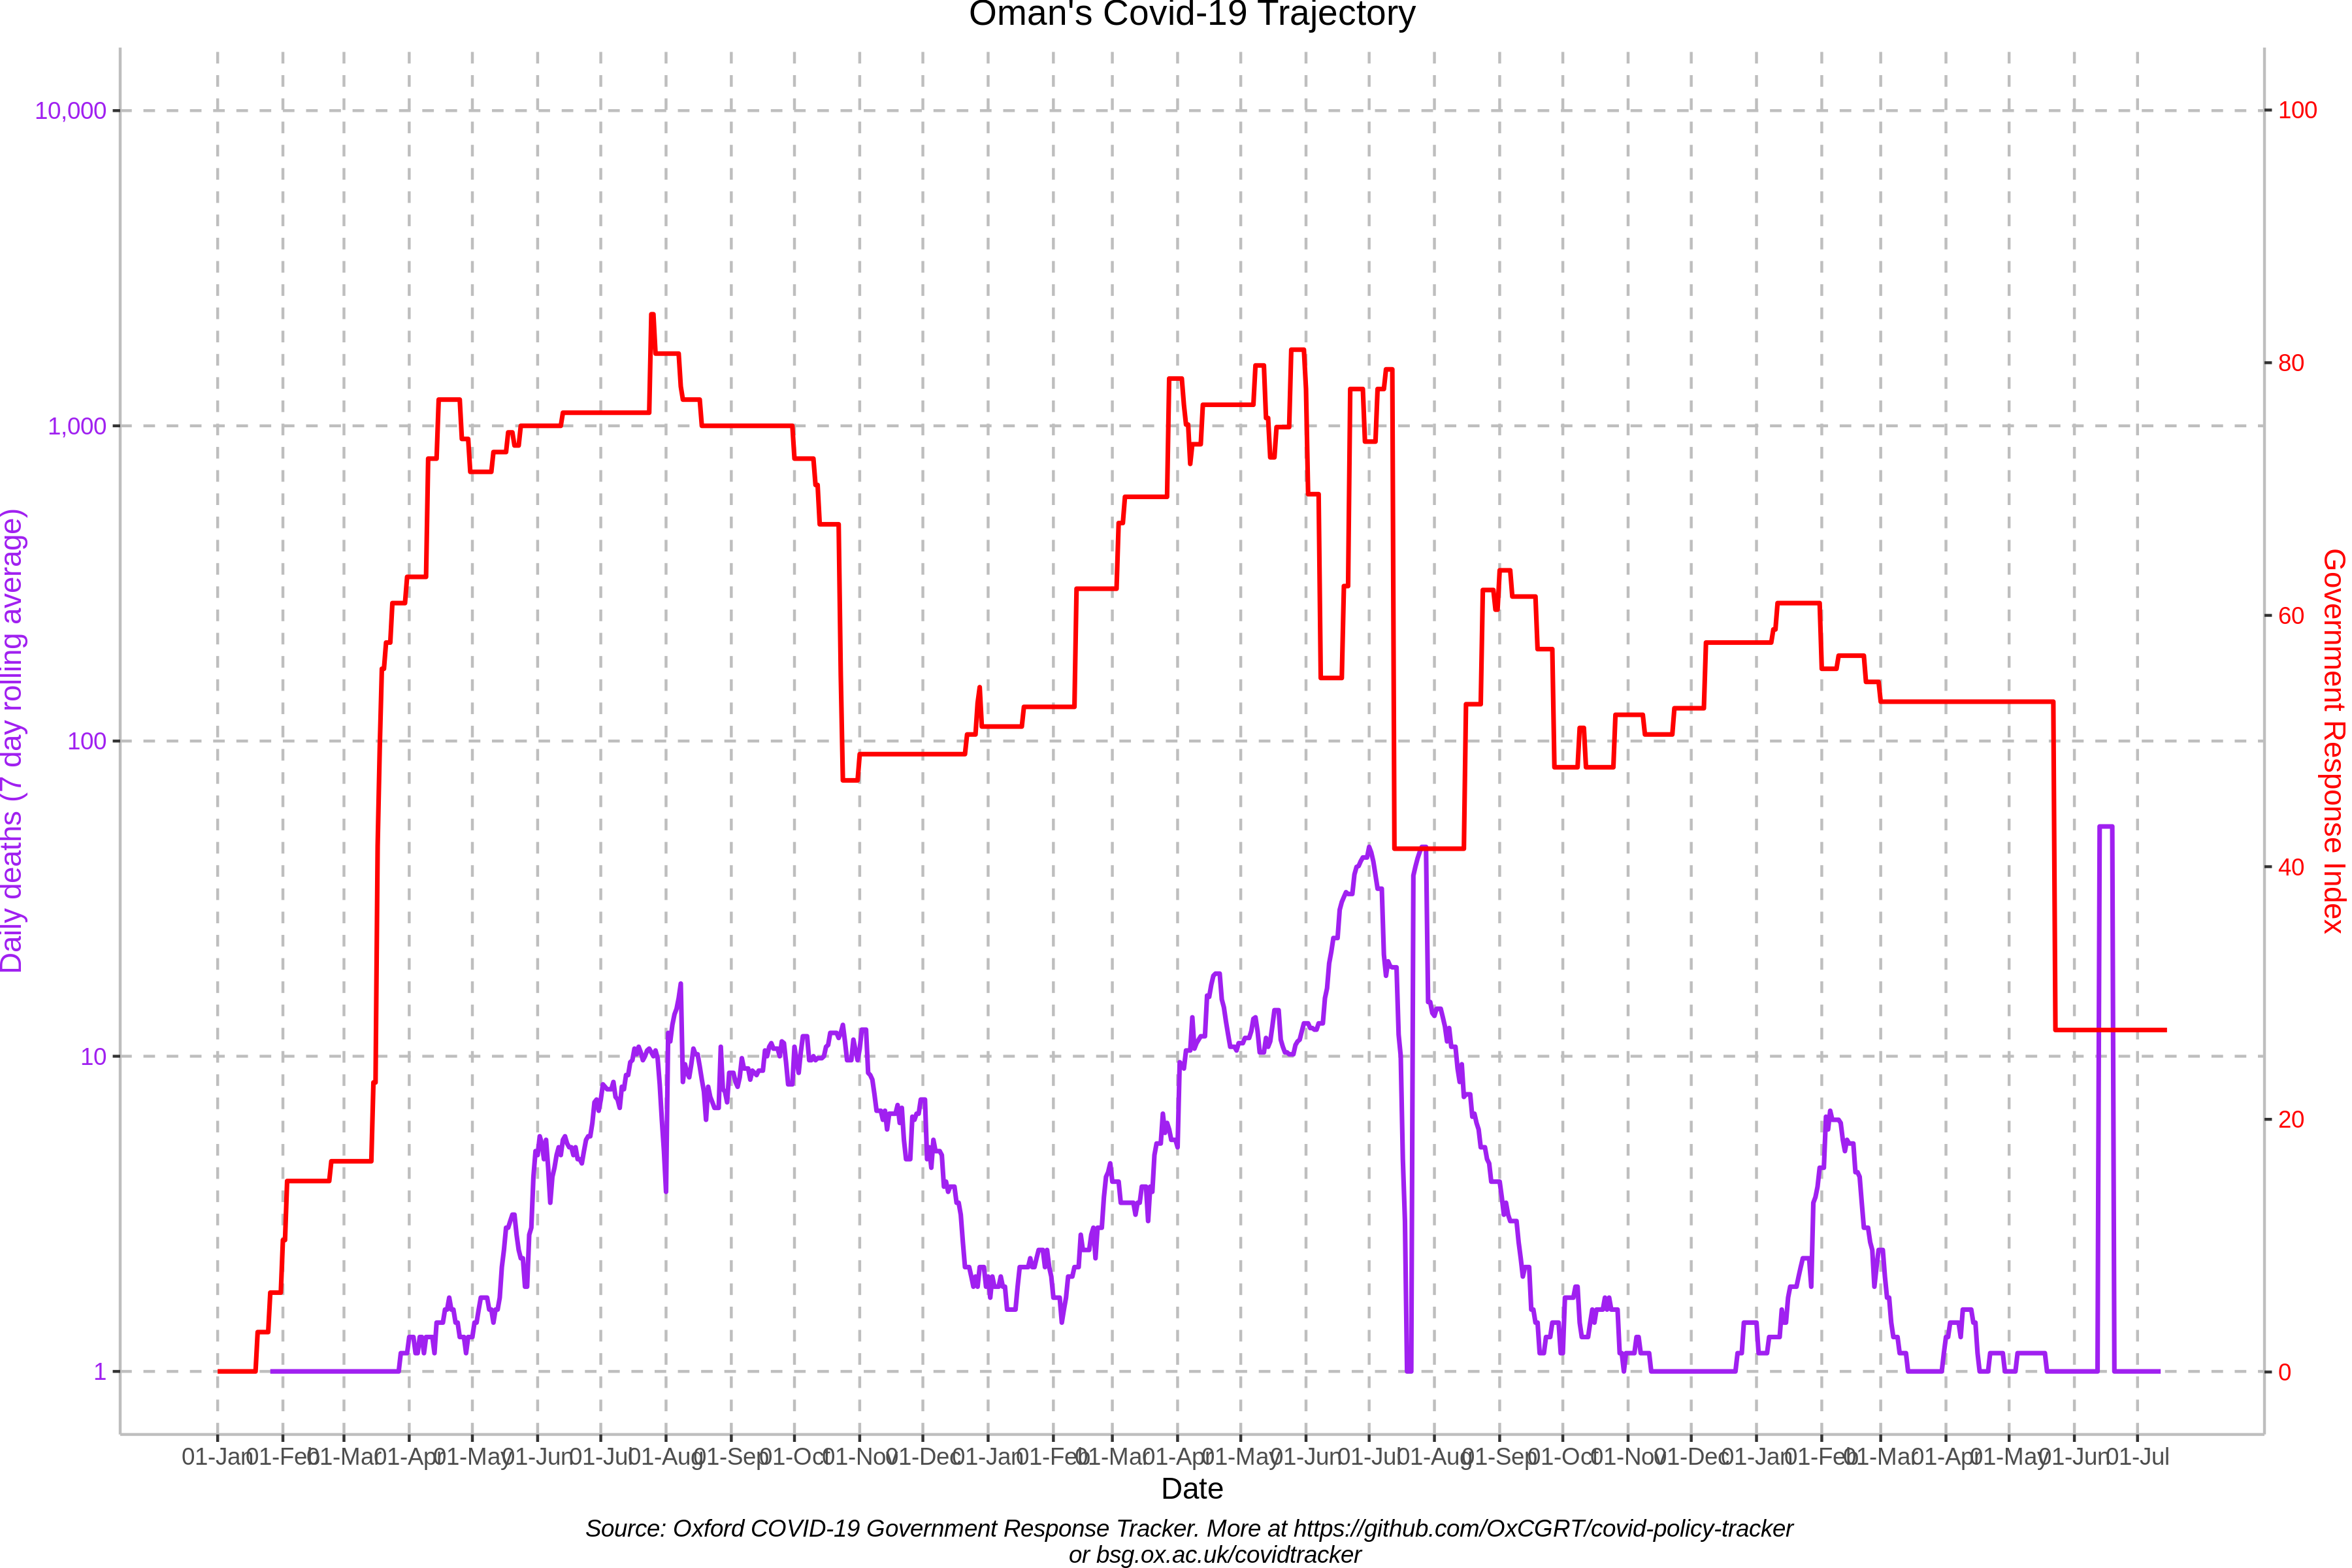 Oman's Covid-19 Trajectory
10,000
1,000
100
10
1
Daily deaths (7 day rolling average)
100
80
60
40
20
0
Government Response Index
01-Jan 01-Feb 01-Mar 01-Apr 01-May 01-Jun 01-Jul 01-Aug 01-Sep 01-Oct 01-Nov 01-Dec 01-Jan 01-Feb 01-Mar 01-Apr 01-May 01-Jun 01-Jul 01-Aug 01-Sep 01-Oct 01-Nov 01-Dec 01-Jan 01-Feb 01-Mar 01-Apr 01-May 01-Jun 01-Jul
Date
Source: Oxford COVID-19 Government Response Tracker. More at https://github.com/OxCGRT/covid-policy-tracker
or bsg.ox.ac.uk/covidtracker